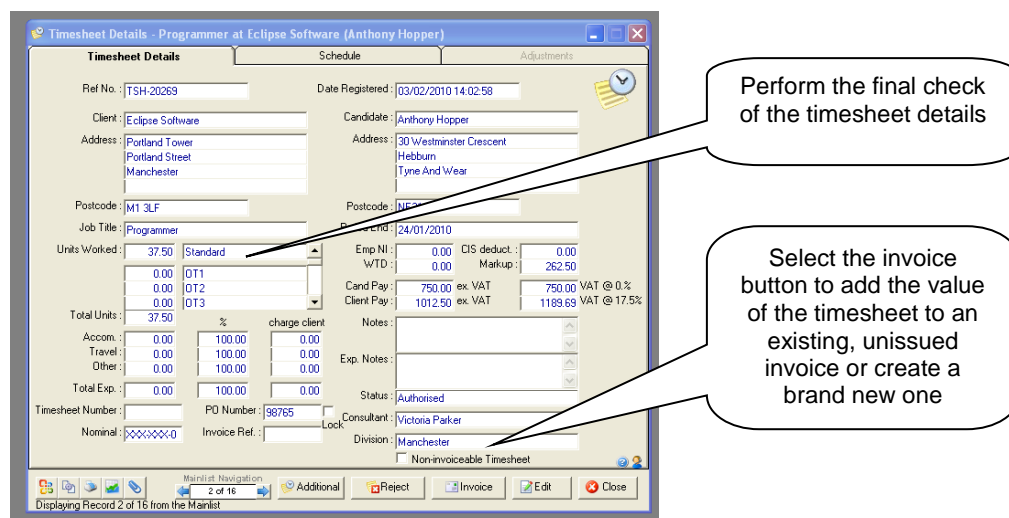 Timesheet Details - Programmer at Eclipse Software (Anthony Hopper)
Timesheet Details Schedule Adjustments
Ref No. : TSH-20269 Date Registered : 03/02/2010 14:02:58
Client : Eclipse Software Candidate : Anthony Hopper
Address : Portland Tower Address : 30 Westminster Crescent
Portland Street Hebburn
Manchester Tyne And Wear
Postcode : M1 3LF Postcode :
Job Title : Programmer End : 24/01/2010
Units Worked : 37.50 Standard Emp NI : 0.00 CIS deduct. : 0.00
WTD : 0.00 Markup : 262.50
0.00 OT1
0.00 OT2 Cand Pay : 750.00 ex. VAT 750.00 VAT @ 0.%
0.00 OT3 Client Pay : 1012.50 ex. VAT 1189.69 VAT @ 17.5%
Total Units : 37.50 % charge client Notes :
Accom. : 0.00 100.00 0.00
Travel : 0.00 100.00 0.00 Exp. Notes :
Other : 0.00 100.00 0.00
Total Exp. : 0.00 100.00 0.00 Status : Authorised
Timesheet Number : PO Number : 98765 Lock Consultant : Victoria Parker
Nominal : XXX-XXX-0 Invoice Ref. : Division : Manchester
Non-invoiceable Timesheet
Mainlist Navigation
2 of 16 Additional Reject Invoice Edit Close
Displaying Record 2 of 16 from the Mainlist
Perform the final check
of the timesheet details
Select the invoice
button to add the value
of the timesheet to an
existing, unissued
invoice or create a
brand new one